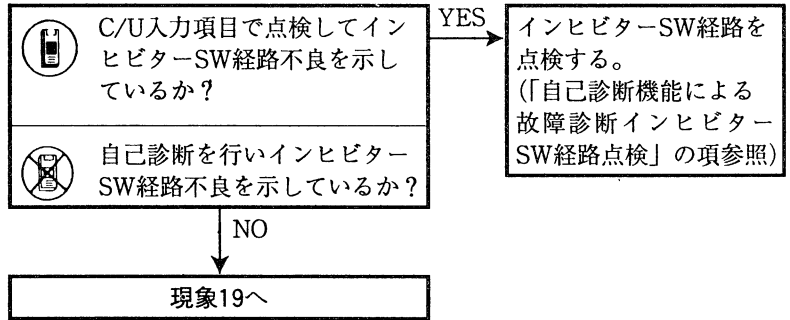 C/U入力項目で点検してイン
ヒビターSW経路不良を示し
ているか？
自己診断を行いインヒビター
SW経路不良を示しているか？
YES
インヒビターSW経路を
点検する。
(｢自己診断機能による
故障診断インヒビター
SW経路点検」の項参照)
NO
現象19へ